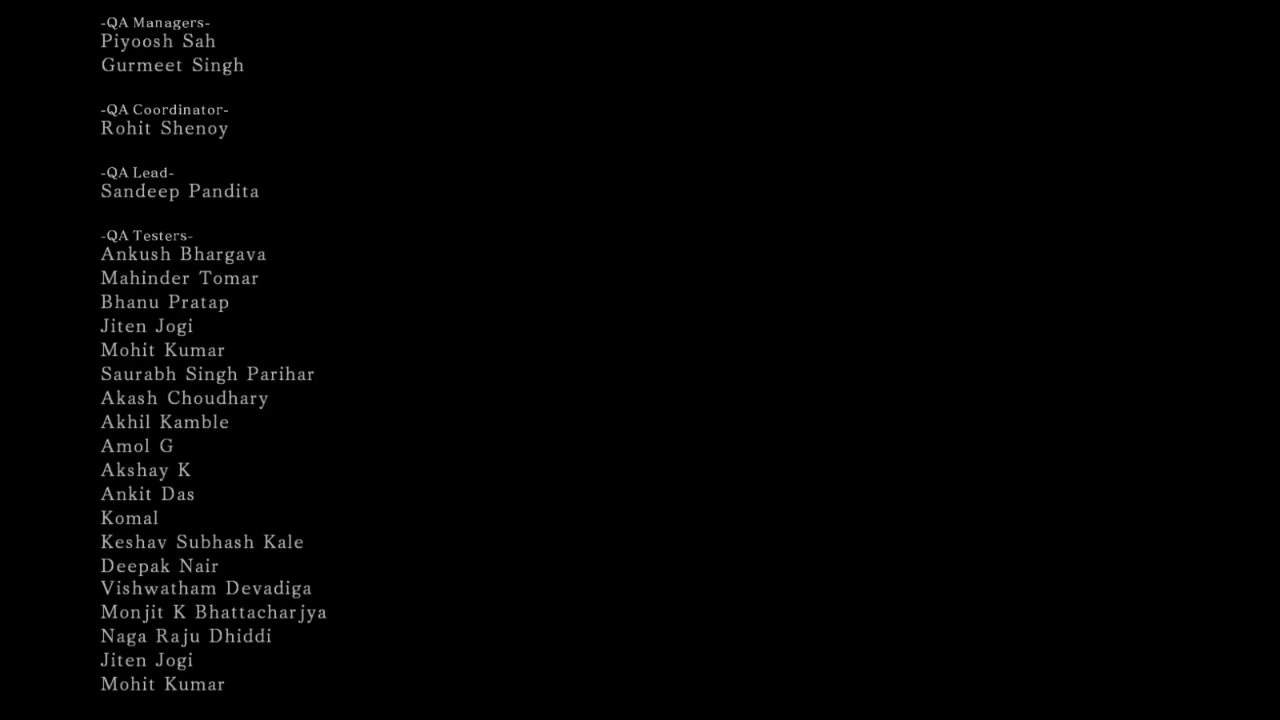 -QA Managers-
Piyoosh Sah
Gurmeet Singh
-QA Coordinator-
Rohit Shenoy
-QA Lead-
Sandeep Pandita
-QA Testers-
Ankush Bhargava
Mahinder Tomar
Bhanu Pratap
Jiten Jogi
Mohit Kumar
Saurabh Singh Parihar
Akash Choudhary
Akhil Kamble
Amol G
Akshay K
Ankit Das
Komal
Keshav Subhash Kale
Deepak Nair
Vishwatham Devadiga
Monjit K Bhattacharjya
Naga Raju Dhiddi
Jiten Jogi
Mohit Kumar